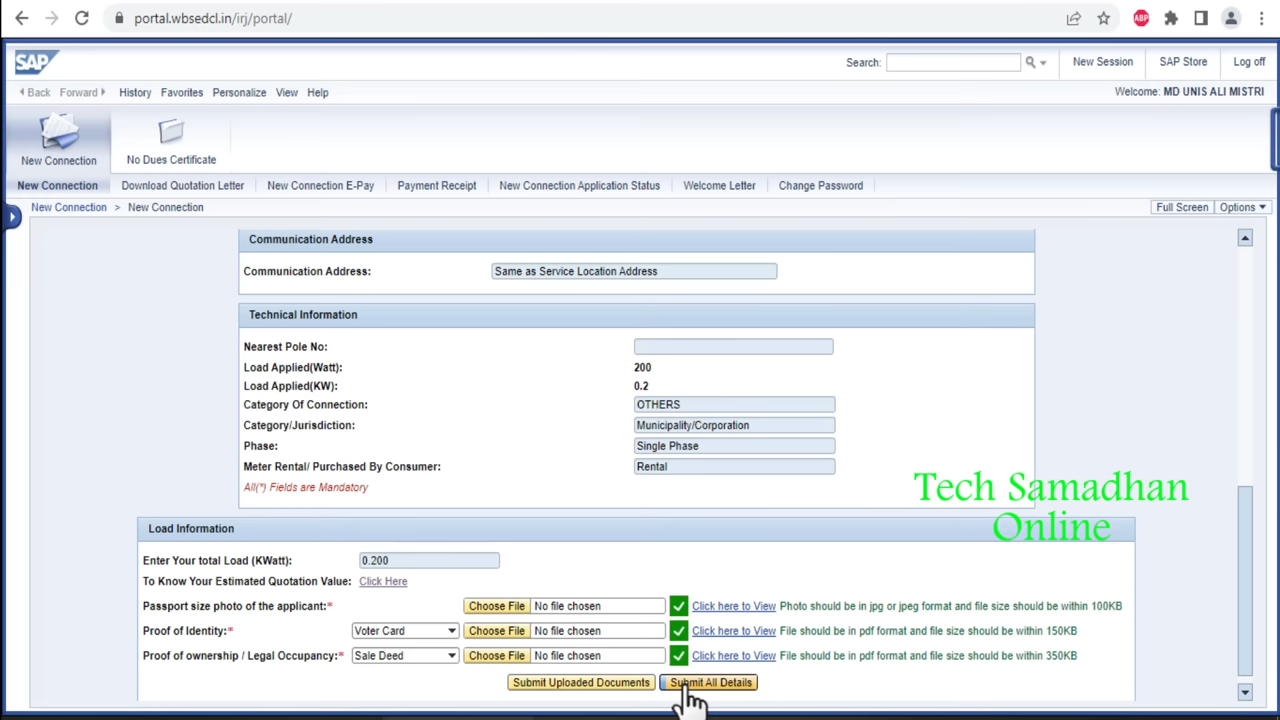 portal.wbsedcl.in/irj/portal/
ABP
SAP
Search:
New Session
SAP Store
Log off
Back Forward History Favorites Personalize View Help
Welcome: MD UNIS ALI MISTRI
New Connection
No Dues Certificate
New Connection Download Quotation Letter New Connection E-Pay Payment Receipt New Connection Application Status Welcome Letter Change Password
New Connection > New Connection
Full Screen Options
Communication Address
Communication Address: Same as Service Location Address
Technical Information
Nearest Pole No:
Load Applied(Watt): 200
Load Applied(KW): 0.2
Category Of Connection: OTHERS
Category/Jurisdiction: Municipality/Corporation
Phase: Single Phase
Meter Rental/ Purchased By Consumer: Rental
All(*) Fields are Mandatory
Tech Samadhan
Online
Load Information
Enter Your total Load (KWatt): 0.200
To Know Your Estimated Quotation Value: Click Here
Passport size photo of the applicant:* Choose File No file chosen Click here to View Photo should be in jpg or jpeg format and file size should be within 100KB
Proof of Identity:* Voter Card Choose File No file chosen Click here to View File should be in pdf format and file size should be within 150KB
Proof of ownership / Legal Occupancy:* Sale Deed Choose File No file chosen Click here to View File should be in pdf format and file size should be within 350KB
Submit Uploaded Documents Submit All Details